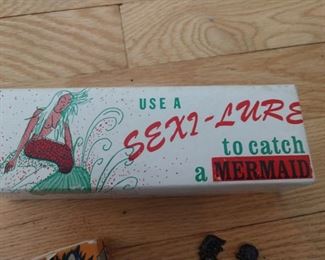 USE A
SEXI-LURE
to catch
a MERMAID